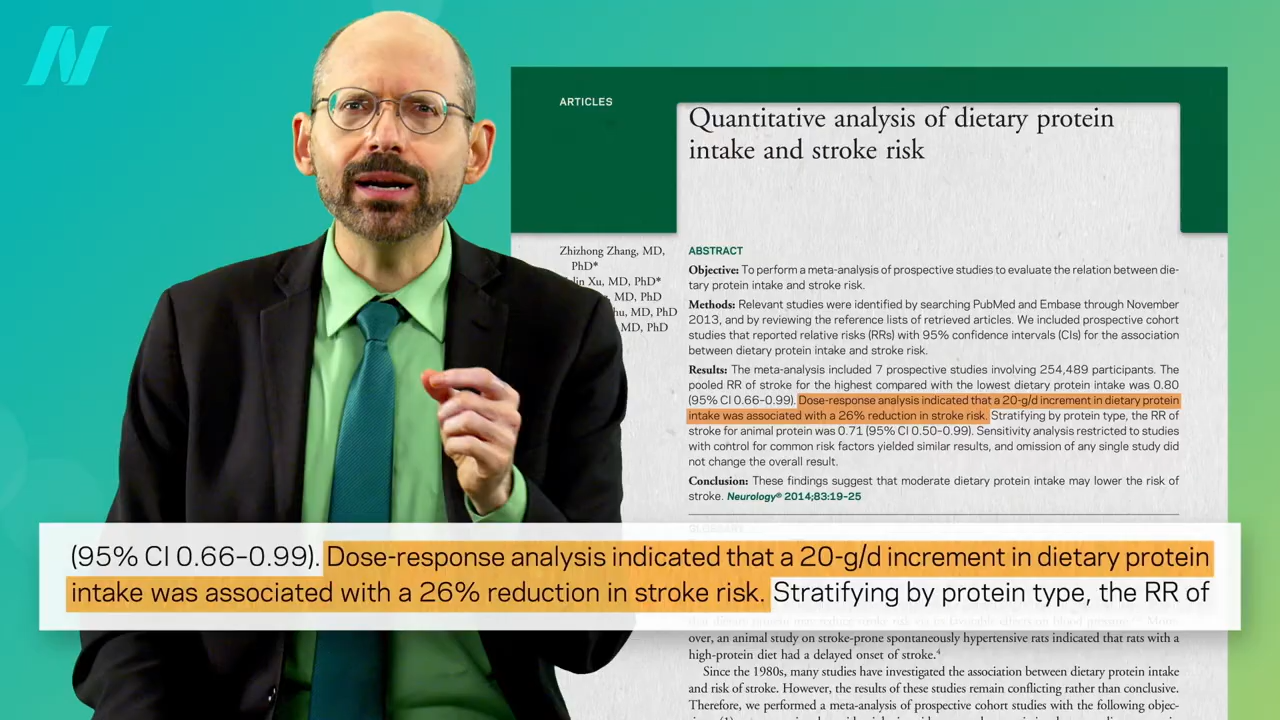 ARTICLES
Quantitative analysis of dietary protein
intake and stroke risk
Zhizhong Zhang, MD,
PhD*
lin Xu, MD, PhD*
, MD, PhD
hu, MD, PhD
MD, PhD
ABSTRACT
Objective: To perform a meta-analysis of prospective studies to evaluate the relation between die-
tary protein intake and stroke risk.
Methods: Relevant studies were identified by searching PubMed and Embase through November
2013, and by reviewing the reference lists of retrieved articles. We included prospective cohort
studies that reported relative risks (RRs) with 95% confidence intervals (CIs) for the association
between dietary protein intake and stroke risk.
Results: The meta-analysis included 7 prospective studies involving 254,489 participants. The
pooled RR of stroke for the highest compared with the lowest dietary protein intake was 0.80
(95% CI 0.66–0.99). Dose-response analysis indicated that a 20-g/d increment in dietary protein
intake was associated with a 26% reduction in stroke risk. Stratifying by protein type, the RR of
stroke for animal protein was 0.71 (95% CI 0.50–0.99). Sensitivity analysis restricted to studies
with control for common risk factors yielded similar results, and omission of any single study did
not change the overall result.
Conclusion: These findings suggest that moderate dietary protein intake may lower the risk of
stroke. Neurology® 2014;83:19–25
GLOSSARY
(95% CI 0.66–0.99). Dose-response analysis indicated that a 20-g/d increment in dietary protein
intake was associated with a 26% reduction in stroke risk. Stratifying by protein type, the RR of
over, an animal study on stroke-prone spontaneously hypertensive rats indicated that rats with a
high-protein diet had a delayed onset of stroke.4
Since the 1980s, many studies have investigated the association between dietary protein intake
and risk of stroke. However, the results of these studies remain conflicting rather than conclusive.
Therefore, we performed a meta-analysis of prospective cohort studies with the following objec-